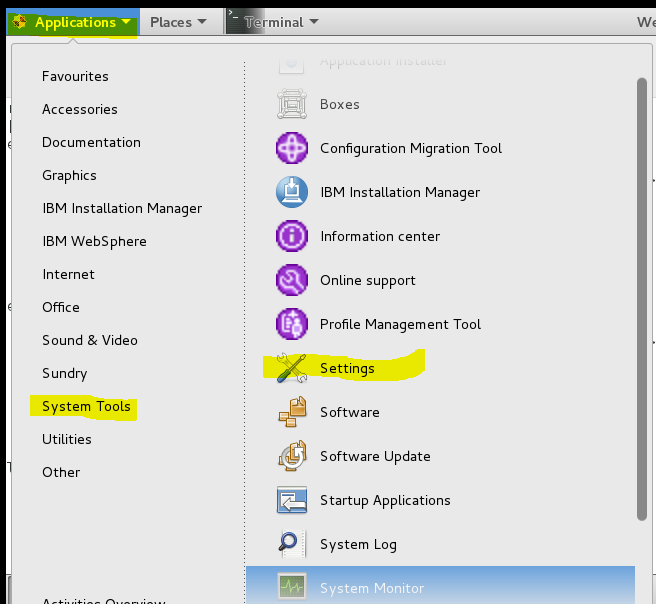 Applications Places Terminal We
Favourites
Accessories
Documentation
Graphics
IBM Installation Manager
IBM WebSphere
Internet
Office
Sound & Video
Sundry
System Tools
Utilities
Other
Activities Overview
Application Installer
Boxes
Configuration Migration Tool
IBM Installation Manager
Information center
Online support
Profile Management Tool
Settings
Software
Software Update
Startup Applications
System Log
System Monitor